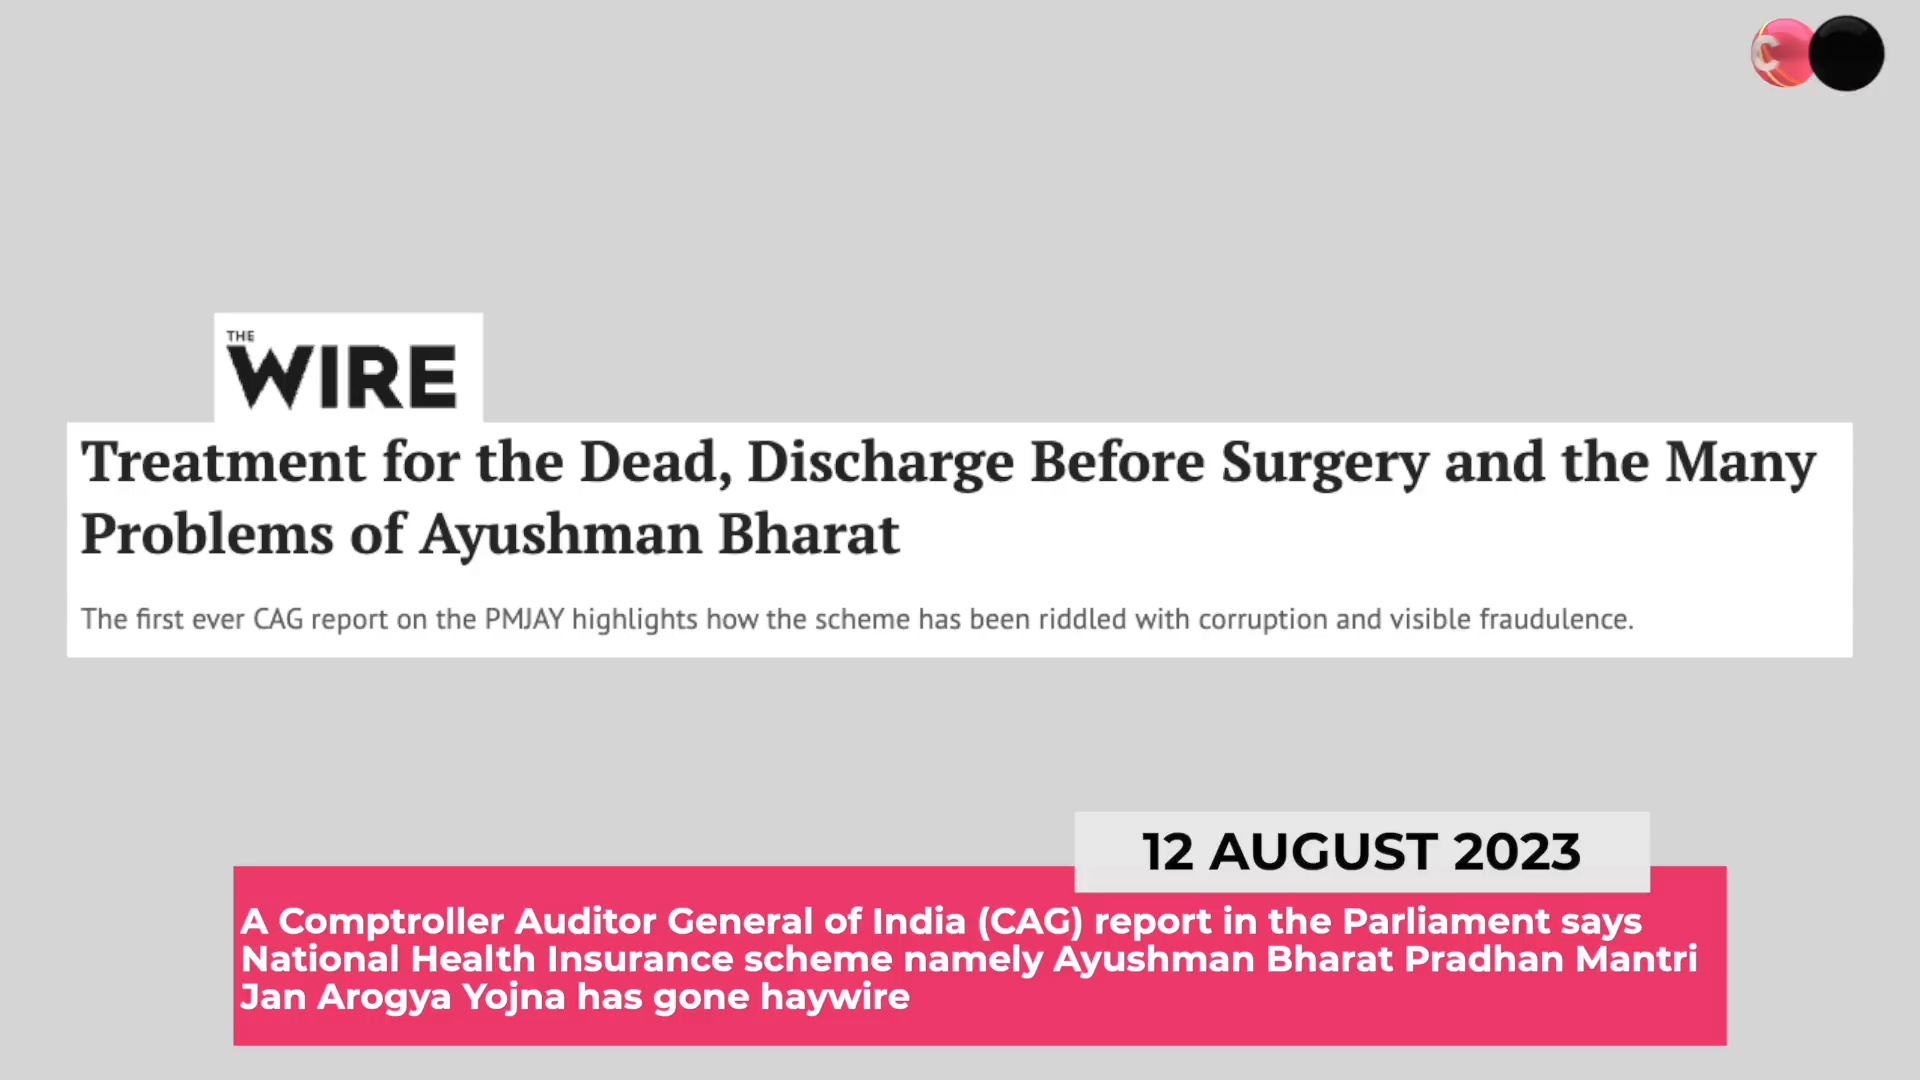 C
THE
WIRE
Treatment for the Dead, Discharge Before Surgery and the Many
Problems of Ayushman Bharat
The first ever CAG report on the PMJAY highlights how the scheme has been riddled with corruption and visible fraudulence.
12 AUGUST 2023
A Comptroller Auditor General of India (CAG) report in the Parliament says
National Health Insurance scheme namely Ayushman Bharat Pradhan Mantri
Jan Arogya Yojna has gone haywire